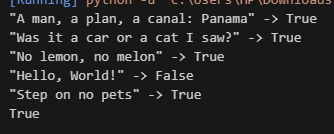 [Running] python -u "c:\Users\HP\Downloads
"A man, a plan, a canal: Panama" -> True
"Was it a car or a cat I saw?" -> True
"No lemon, no melon" -> True
"Hello, World!" -> False
"Step on no pets" -> True
True